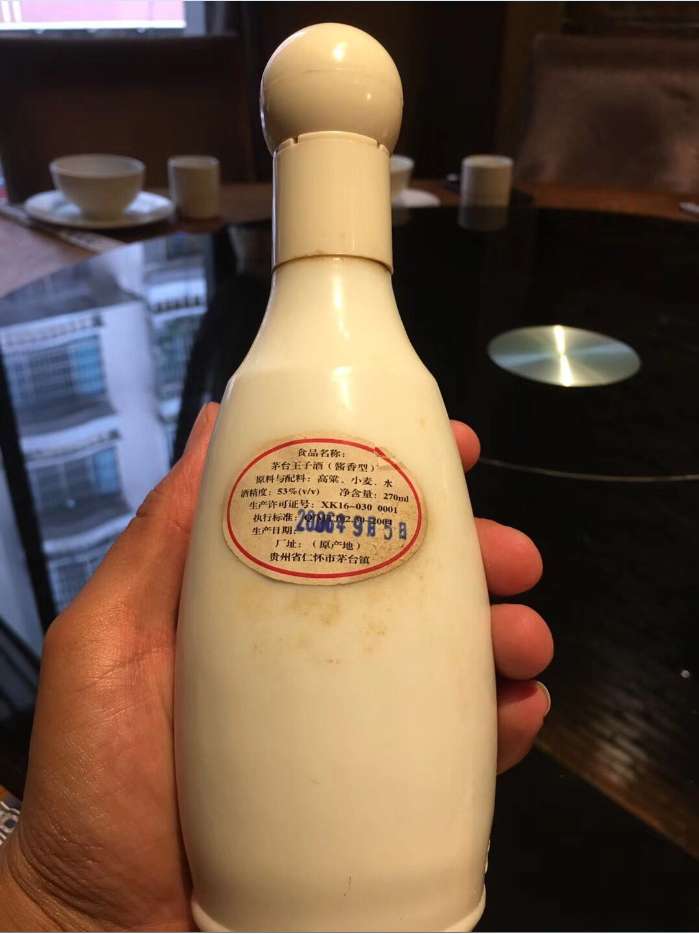 食品名称:
茅台王子酒(酱香型)
原料与配料: 高粱、小麦、水
酒精度: 53%(v/v) 净含量: 270ml
生产许可证号: XK16-030 0001
执行标准:
生产日期: 2006年9月5日
厂址: (原产地)
贵州省仁怀市茅台镇